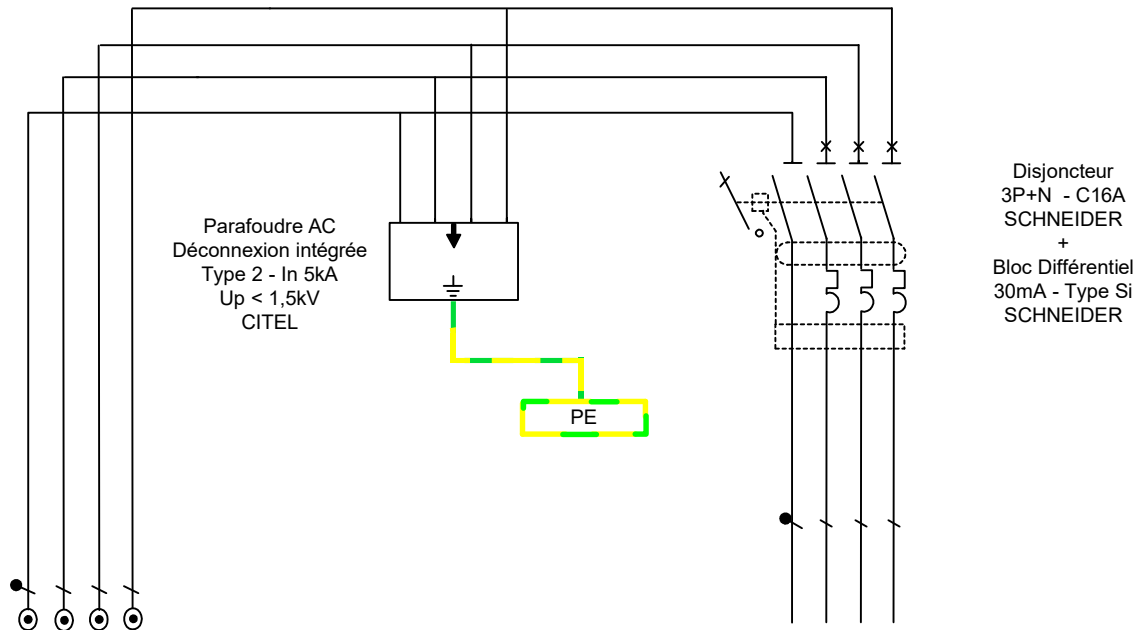 Parafoudre AC
Déconnexion intégrée
Type 2 - In 5kA
Up < 1,5kV
CITEL
PE
Disjoncteur
3P+N - C16A
SCHNEIDER
+
Bloc Différentiel
30mA - Type Si
SCHNEIDER